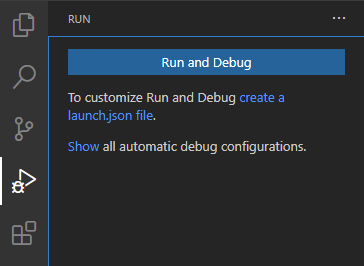 RUN
Run and Debug
To customize Run and Debug create a
launch.json file.
Show all automatic debug configurations.